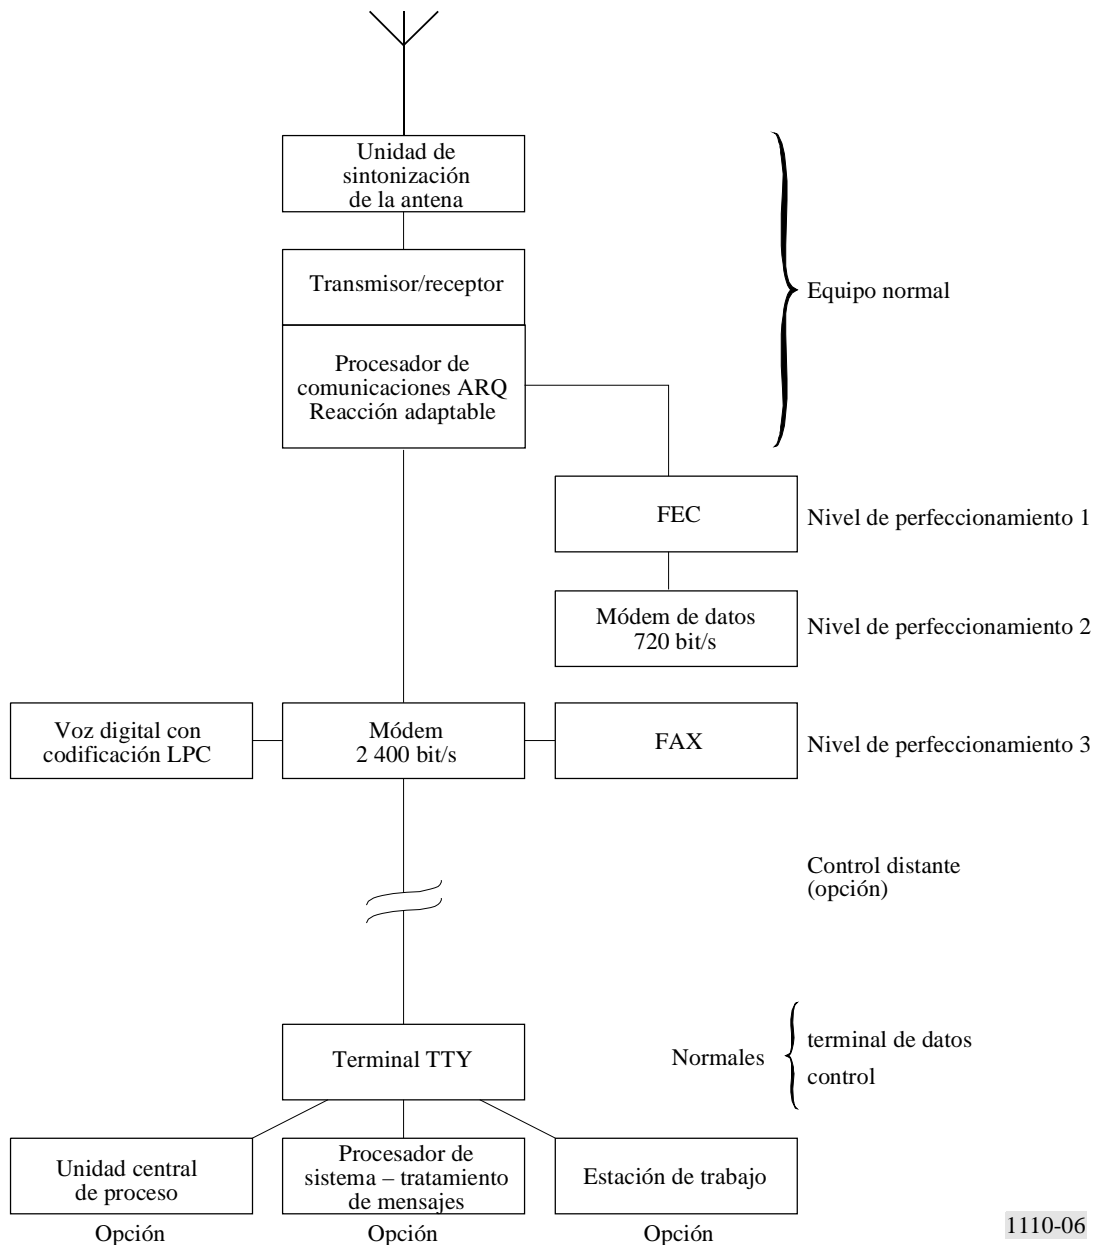 Unidad de
sintonización
de la antena
Transmisor/receptor
Equipo normal
Procesador de
comunicaciones ARQ
Reacción adaptable
FEC
Nivel de perfeccionamiento 1
Módem de datos
720 bit/s
Nivel de perfeccionamiento 2
Voz digital con
codificación LPC
Módem
2 400 bit/s
FAX
Nivel de perfeccionamiento 3
Control distante
(opción)
Terminal TTY
Normales
terminal de datos
control
Unidad central
de proceso
Procesador de
sistema – tratamiento
de mensajes
Estación de trabajo
Opción
Opción
Opción
1110-06